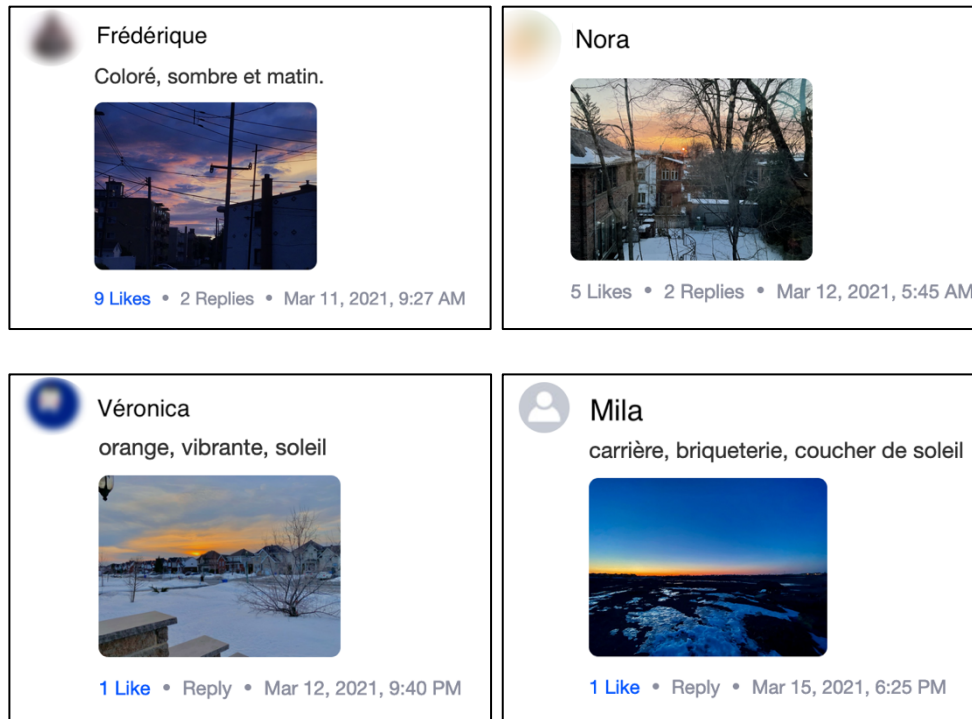 Frédérique
Coloré, sombre et matin.
9 Likes • 2 Replies • Mar 11, 2021, 9:27 AM
Nora
5 Likes • 2 Replies • Mar 12, 2021, 5:45 AM
Véronica
orange, vibrante, soleil
1 Like • Reply • Mar 12, 2021, 9:40 PM
Mila
carrière, briqueterie, coucher de soleil
1 Like • Reply • Mar 15, 2021, 6:25 PM